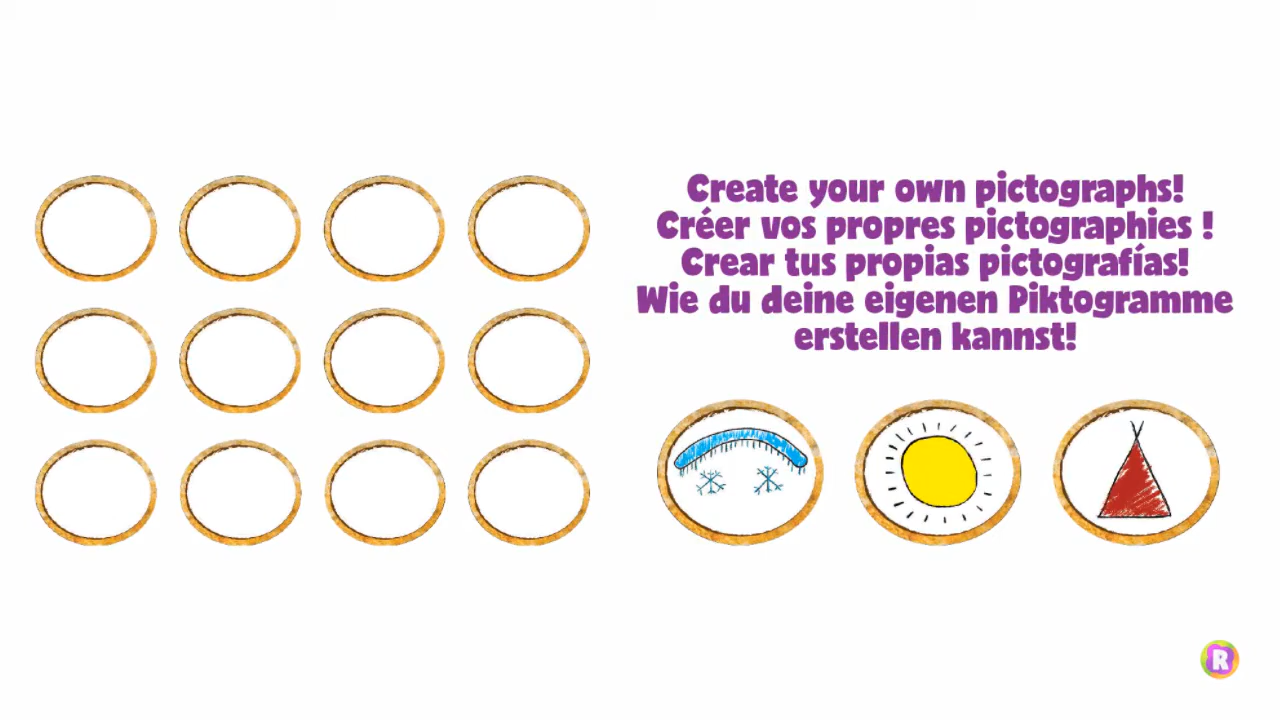 Create your own pictographs!
Créer vos propres pictographies !
Crear tus propias pictografías!
Wie du deine eigenen Piktogramme
erstellen kannst!
R